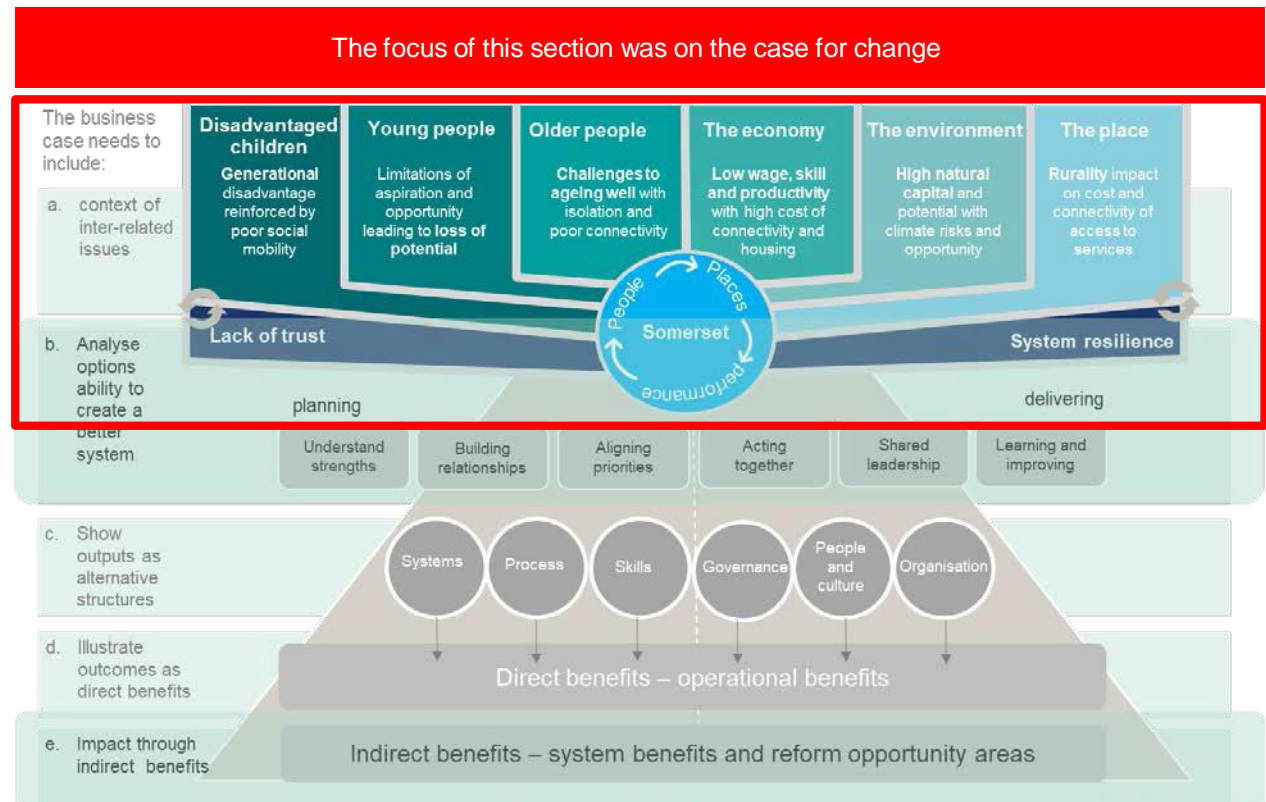 The focus of this section was on the case for change
The business
case needs to
include:
a. context of
inter-related
issues
Disadvantaged
children
Generational
disadvantage
reinforced by
poor social
mobility
Young people
Limitations of
aspiration and
opportunity
leading to loss of
potential
Older people
Challenges to
ageing well with
isolation and
poor connectivity
The economy
Low wage, skill
and productivity
with high cost of
connectivity and
housing
The environment
High natural
capital and
potential with
climate risks and
opportunity
The place
Rurality impact
on cost and
connectivity of
access to
services
People
Places
performance
Somerset
Lack of trust
System resilience
b. Analyse
options
ability to
create a
better
system
planning
delivering
Understand
strengths
Building
relationships
Aligning
priorities
Acting
together
Shared
leadership
Learning and
improving
c. Show
outputs as
alternative
structures
Systems
Process
Skills
Governance
People
and
culture
Organisation
d. Illustrate
outcomes as
direct benefits
Direct benefits – operational benefits
e. Impact through
indirect benefits
Indirect benefits – system benefits and reform opportunity areas